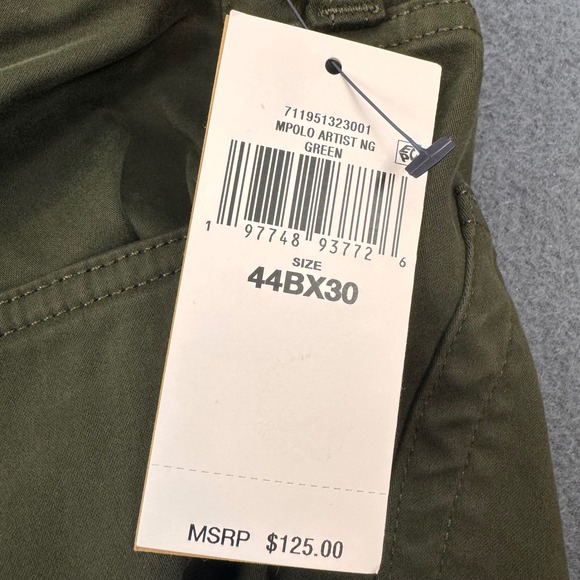 711951323001
MPOLO ARTIST NG
GREEN
1 97748 93772 6
SIZE
44BX30
MSRP $125.00